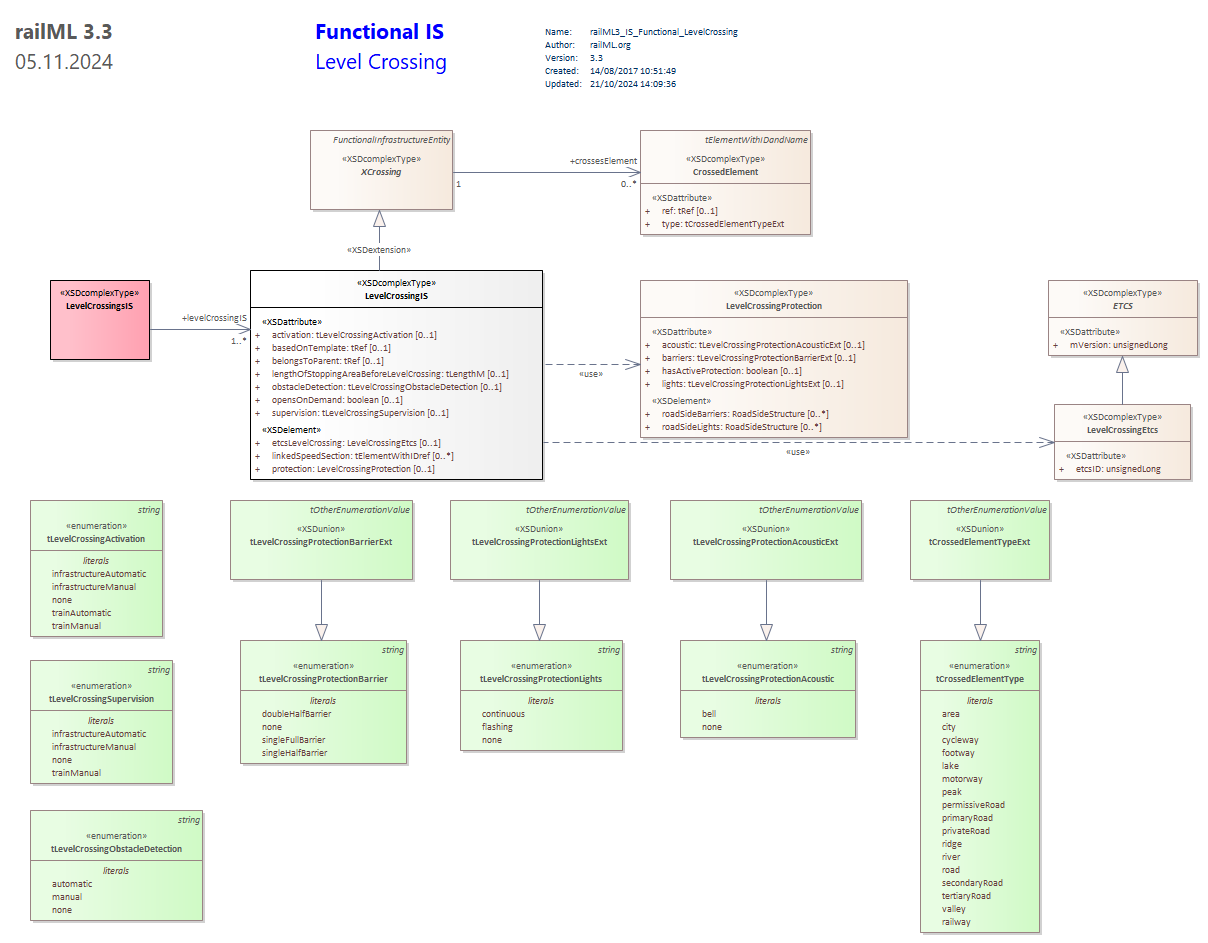 railML 3.3
05.11.2024
Functional IS
Level Crossing
Name: railML3_IS_Functional_LevelCrossing
Author: railML.org
Version: 3.3
Created: 14/08/2017 10:51:49
Updated: 21/10/2024 14:09:36
FunctionalInfrastructureEntity
«XSDcomplexType»
XCrossing
+crossesElement
1
0..*
tElementWithIDandName
«XSDcomplexType»
CrossedElement
«XSDattribute»
+ ref: tRef [0..1]
+ type: tCrossedElementTypeExt
«XSDextension»
«XSDcomplexType»
LevelCrossingsIS
+levelCrossingIS
1..*
«XSDcomplexType»
LevelCrossingIS
«XSDattribute»
+ activation: tLevelCrossingActivation [0..1]
+ basedOnTemplate: tRef [0..1]
+ belongsToParent: tRef [0..1]
+ lengthOfStoppingAreaBeforeLevelCrossing: tLengthM [0..1]
+ obstacleDetection: tLevelCrossingObstacleDetection [0..1]
+ opensOnDemand: boolean [0..1]
+ supervision: tLevelCrossingSupervision [0..1]
«XSDelement»
+ etcsLevelCrossing: LevelCrossingEtcs [0..1]
+ linkedSpeedSection: tElementWithIDref [0..*]
+ protection: LevelCrossingProtection [0..1]
«use»
«XSDcomplexType»
LevelCrossingProtection
«XSDattribute»
+ acoustic: tLevelCrossingProtectionAcousticExt [0..1]
+ barriers: tLevelCrossingProtectionBarrierExt [0..1]
+ hasActiveProtection: boolean [0..1]
+ lights: tLevelCrossingProtectionLightsExt [0..1]
«XSDelement»
+ roadSideBarriers: RoadSideStructure [0..*]
+ roadSideLights: RoadSideStructure [0..*]
«use»
«XSDcomplexType»
ETCS
«XSDattribute»
+ mVersion: unsignedLong
«XSDcomplexType»
LevelCrossingEtcs
«XSDattribute»
+ etcsID: unsignedLong
string
«enumeration»
tLevelCrossingActivation
literals
infrastructureAutomatic
infrastructureManual
none
trainAutomatic
trainManual
string
«enumeration»
tLevelCrossingSupervision
literals
infrastructureAutomatic
infrastructureManual
none
trainManual
string
«enumeration»
tLevelCrossingObstacleDetection
literals
automatic
manual
none
tOtherEnumerationValue
«XSDunion»
tLevelCrossingProtectionBarrierExt
string
«enumeration»
tLevelCrossingProtectionBarrier
literals
doubleHalfBarrier
none
singleFullBarrier
singleHalfBarrier
tOtherEnumerationValue
«XSDunion»
tLevelCrossingProtectionLightsExt
string
«enumeration»
tLevelCrossingProtectionLights
literals
continuous
flashing
none
tOtherEnumerationValue
«XSDunion»
tLevelCrossingProtectionAcousticExt
string
«enumeration»
tLevelCrossingProtectionAcoustic
literals
bell
none
tOtherEnumerationValue
«XSDunion»
tCrossedElementTypeExt
string
«enumeration»
tCrossedElementType
literals
area
city
cycleway
footway
lake
motorway
peak
permissiveRoad
primaryRoad
privateRoad
ridge
river
road
secondaryRoad
tertiaryRoad
valley
railway